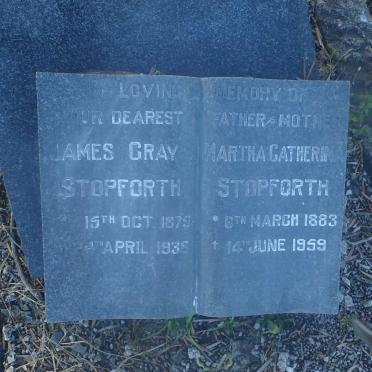 LOVING MEMORY OF
OUR DEAREST FATHER & MOTHER
JAMES GRAY MARTHA CATHERINA
STOPFORTH STOPFORTH
15TH OCT. 1879 * 8TH MARCH 1883
APRIL 1935 † 14TH JUNE 1959